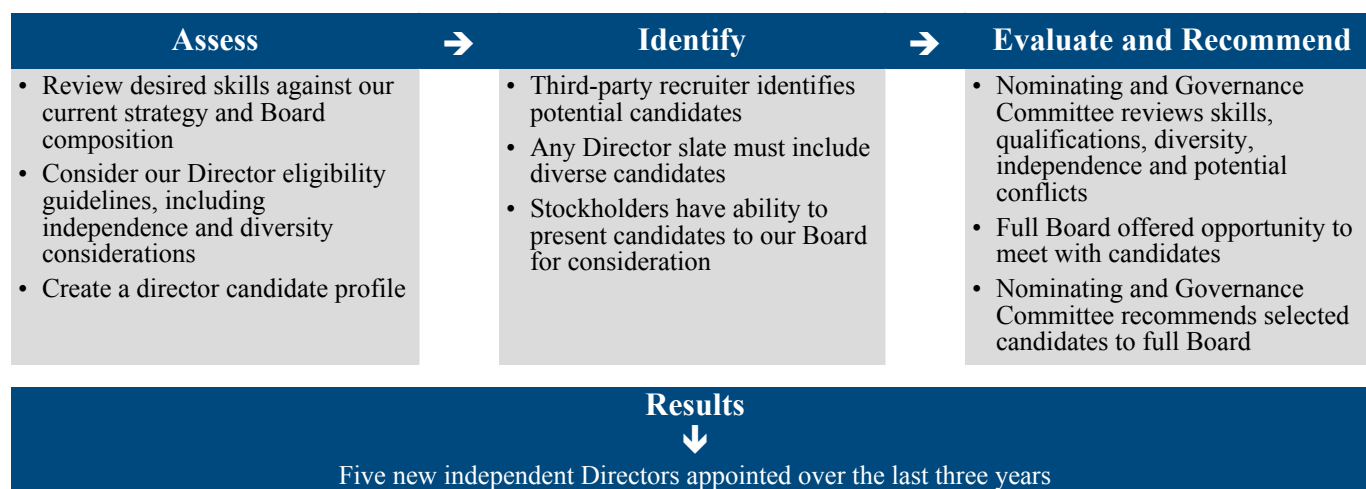 Assess → Identify → Evaluate and Recommend
• Review desired skills against our
current strategy and Board
composition
• Consider our Director eligibility
guidelines, including
independence and diversity
considerations
• Create a director candidate profile
• Third-party recruiter identifies
potential candidates
• Any Director slate must include
diverse candidates
• Stockholders have ability to
present candidates to our Board
for consideration
• Nominating and Governance
Committee reviews skills,
qualifications, diversity,
independence and potential
conflicts
• Full Board offered opportunity to
meet with candidates
• Nominating and Governance
Committee recommends selected
candidates to full Board
Results
↓
Five new independent Directors appointed over the last three years